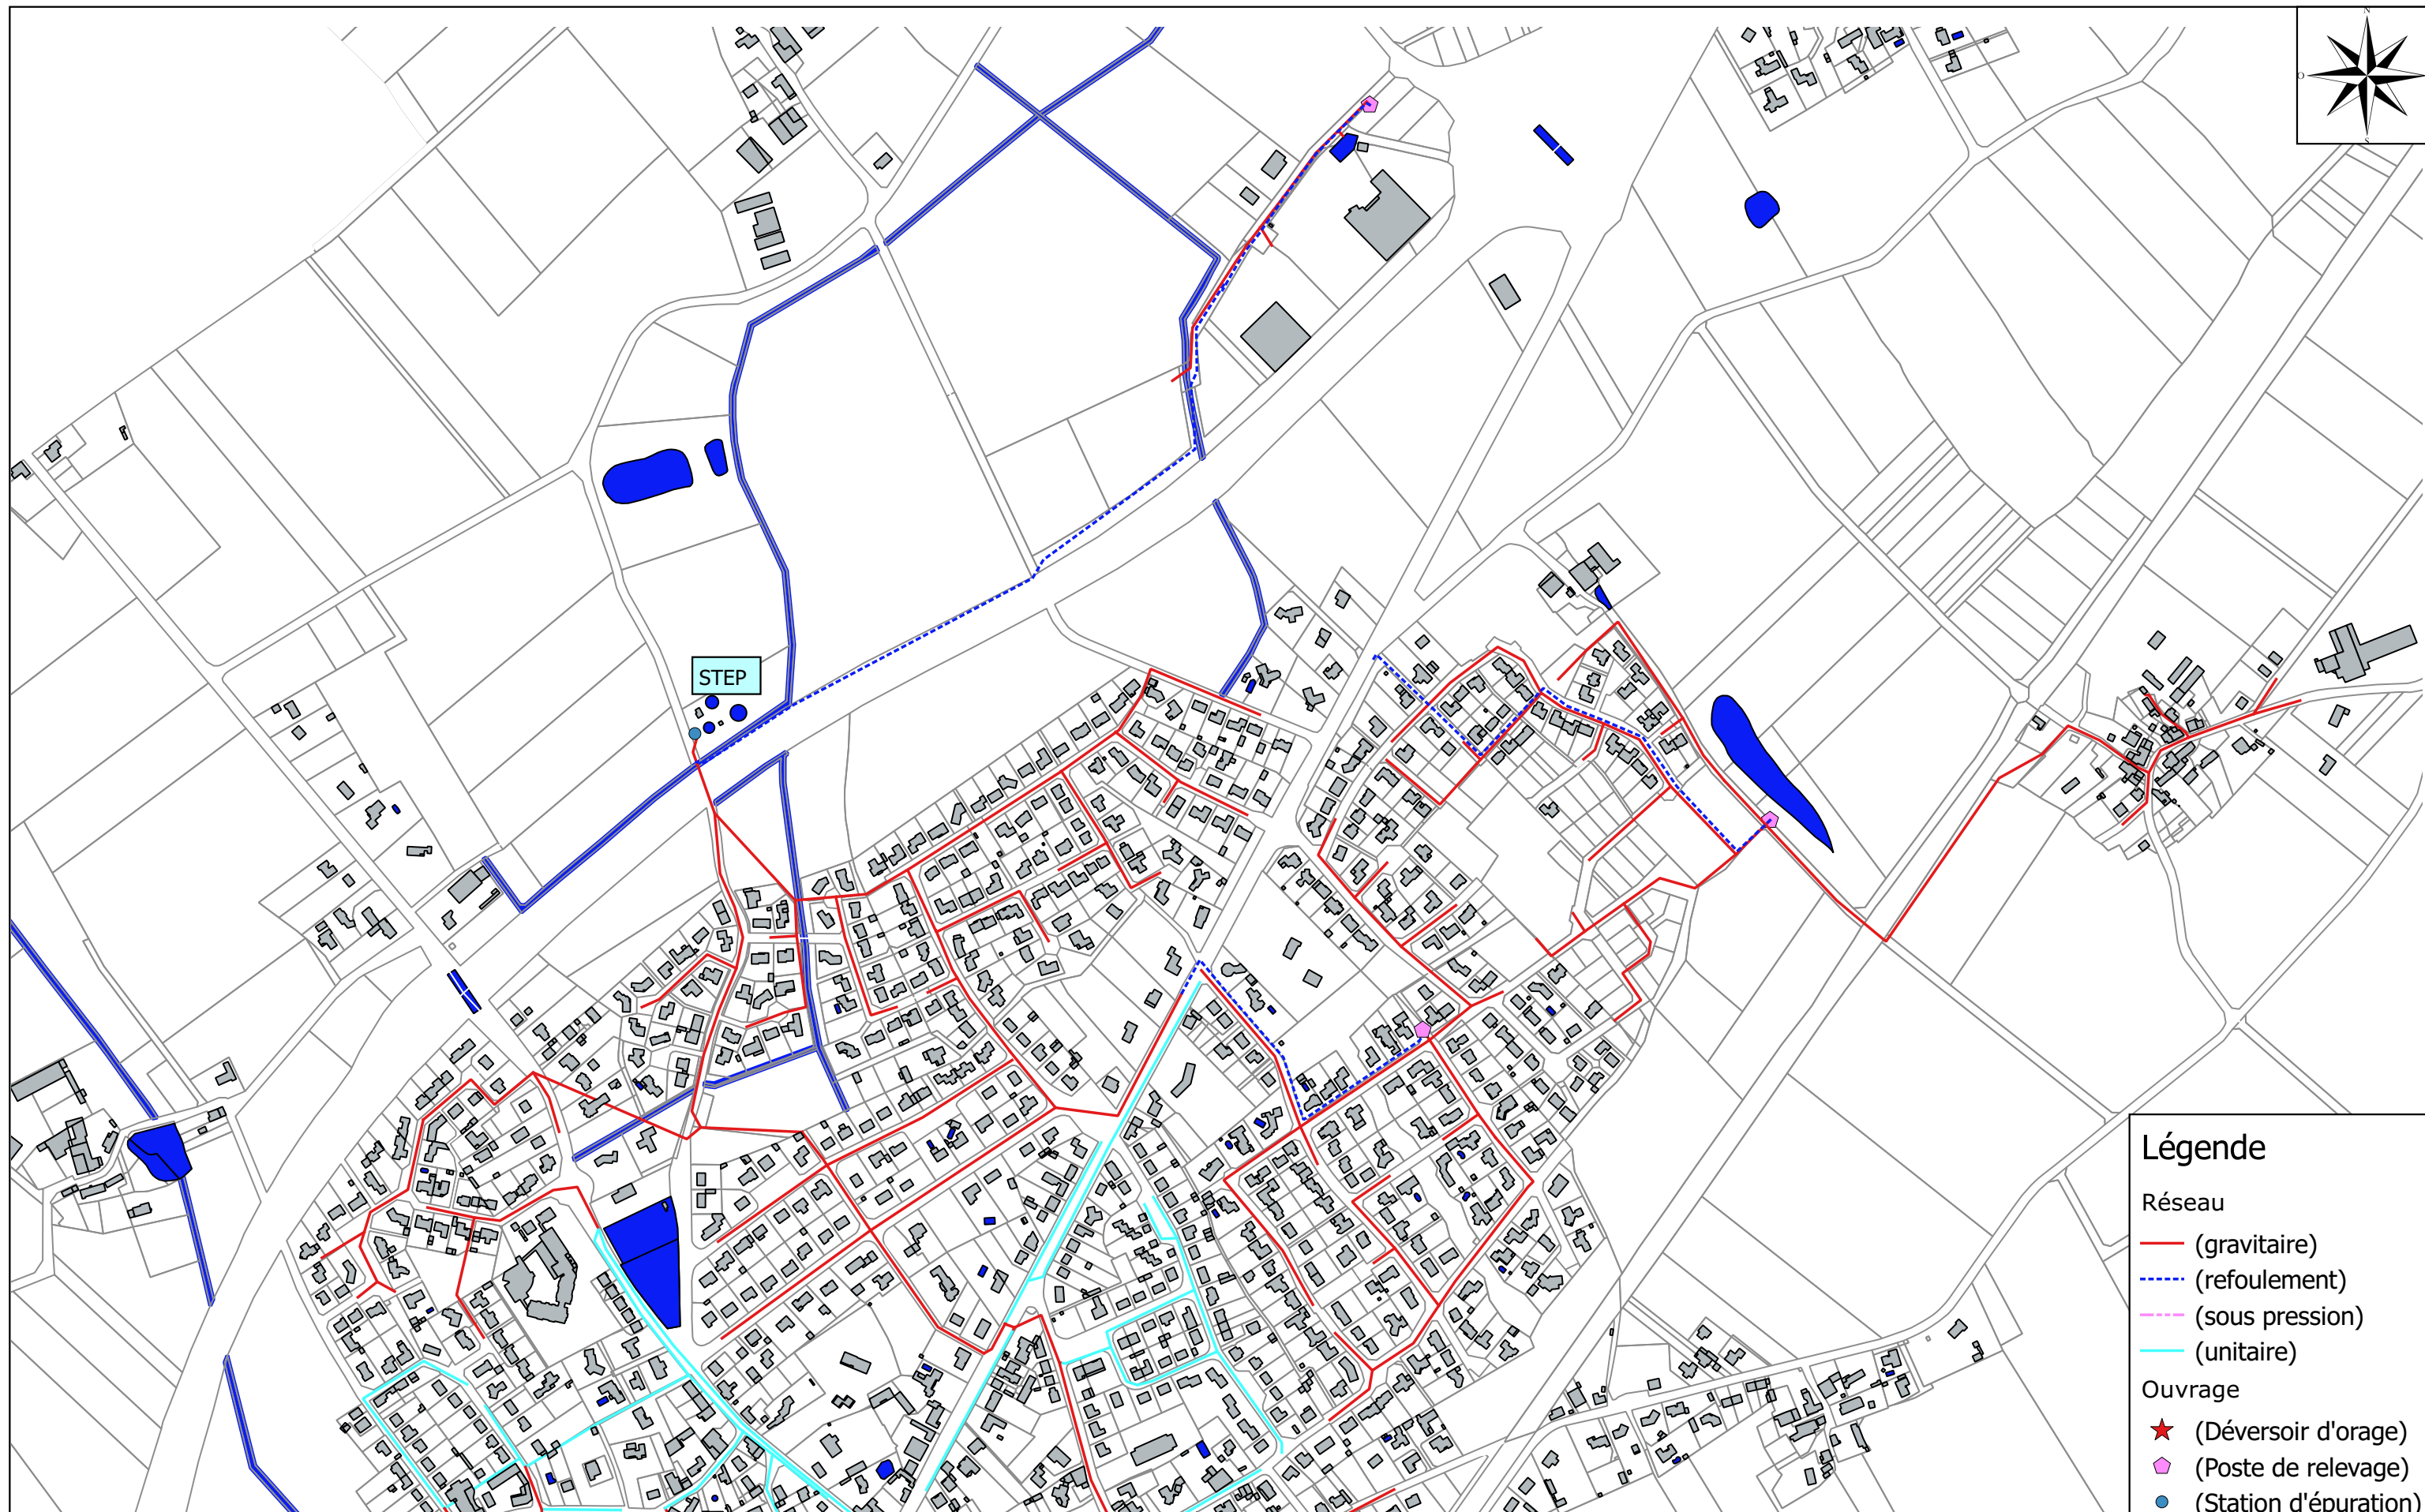 N
O
S
STEP
Légende
Réseau
(gravitaire)
(refoulement)
(sous pression)
(unitaire)
Ouvrage
(Déversoir d'orage)
(Poste de relevage)
(Station d'épuration)